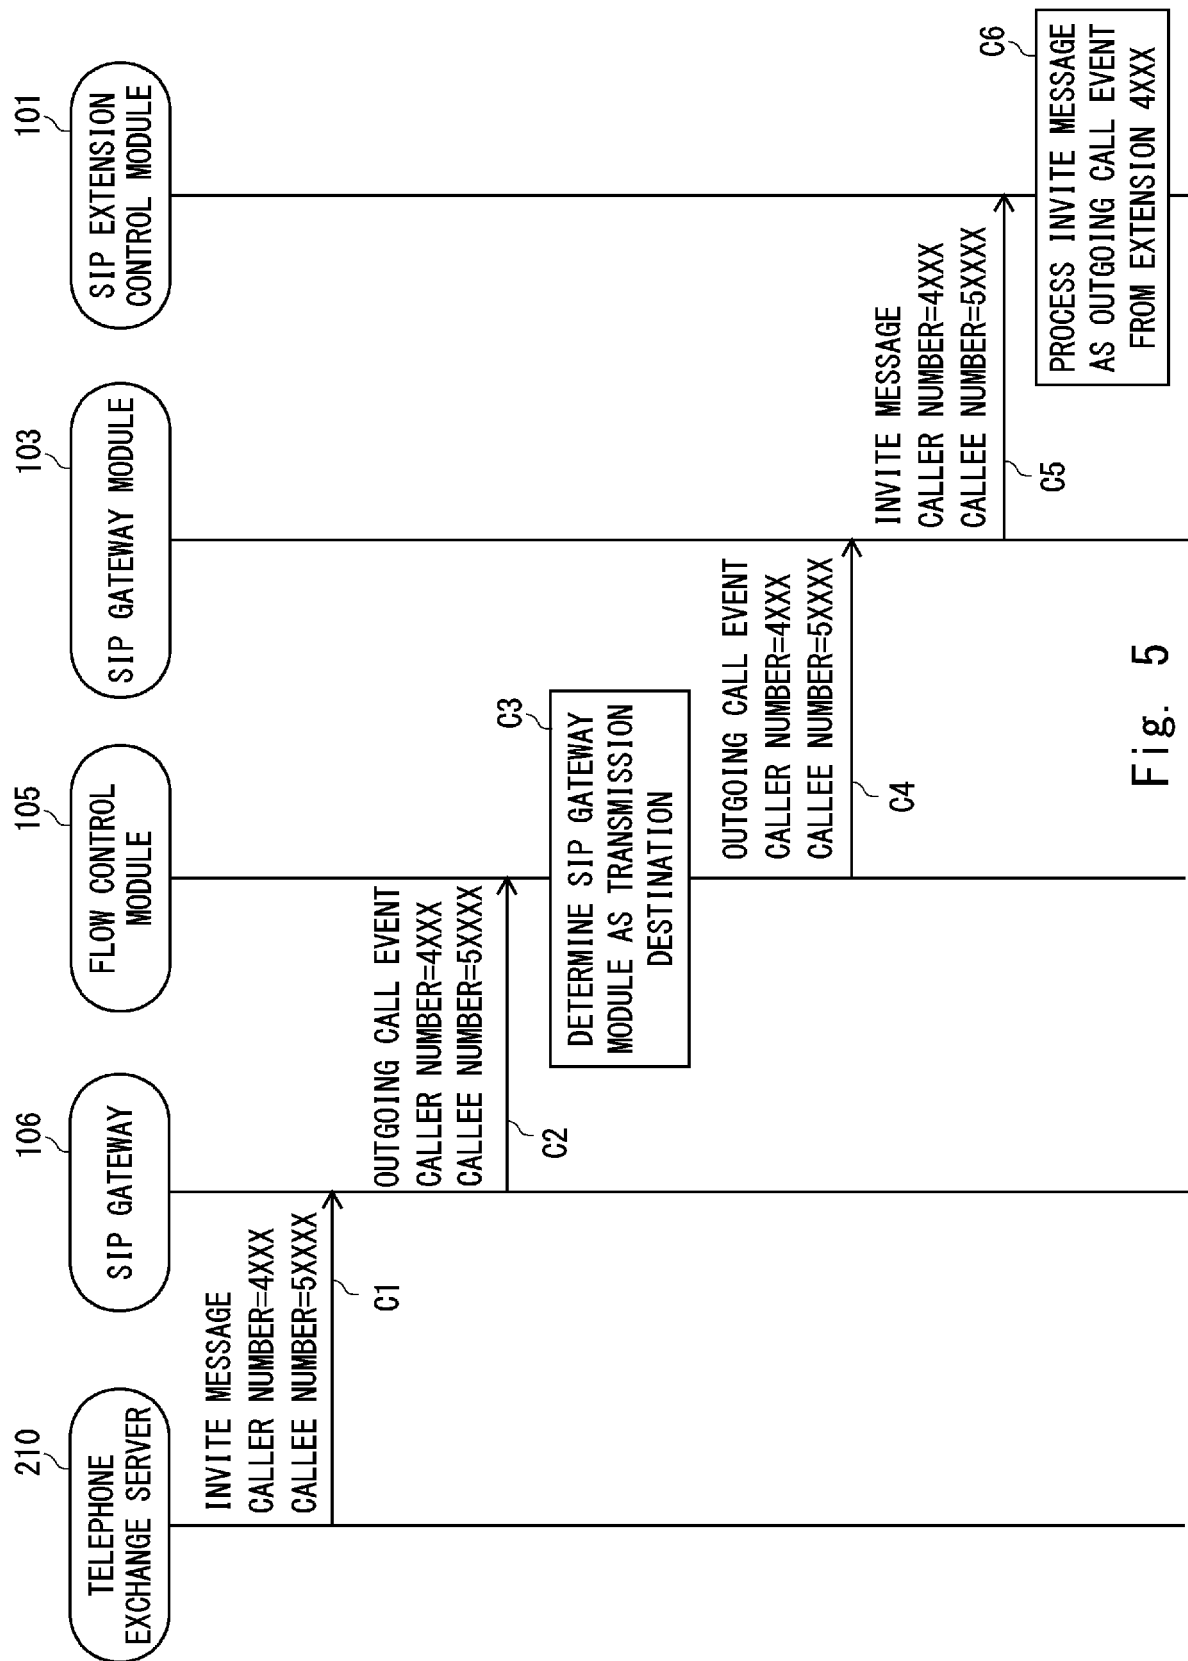 210
TELEPHONE
EXCHANGE SERVER
106
SIP GATEWAY
105
FLOW CONTROL
MODULE
103
SIP GATEWAY MODULE
101
SIP EXTENSION
CONTROL MODULE
INVITE MESSAGE
CALLER NUMBER=4XXX
CALLEE NUMBER=5XXXX
C1
OUTGOING CALL EVENT
CALLER NUMBER=4XXX
CALLEE NUMBER=5XXXX
C2
C3
DETERMINE SIP GATEWAY
MODULE AS TRANSMISSION
DESTINATION
OUTGOING CALL EVENT
CALLER NUMBER=4XXX
CALLEE NUMBER=5XXXX
C4
INVITE MESSAGE
CALLER NUMBER=4XXX
CALLEE NUMBER=5XXXX
C5
C6
PROCESS INVITE MESSAGE
AS OUTGOING CALL EVENT
FROM EXTENSION 4XXX
Fig. 5